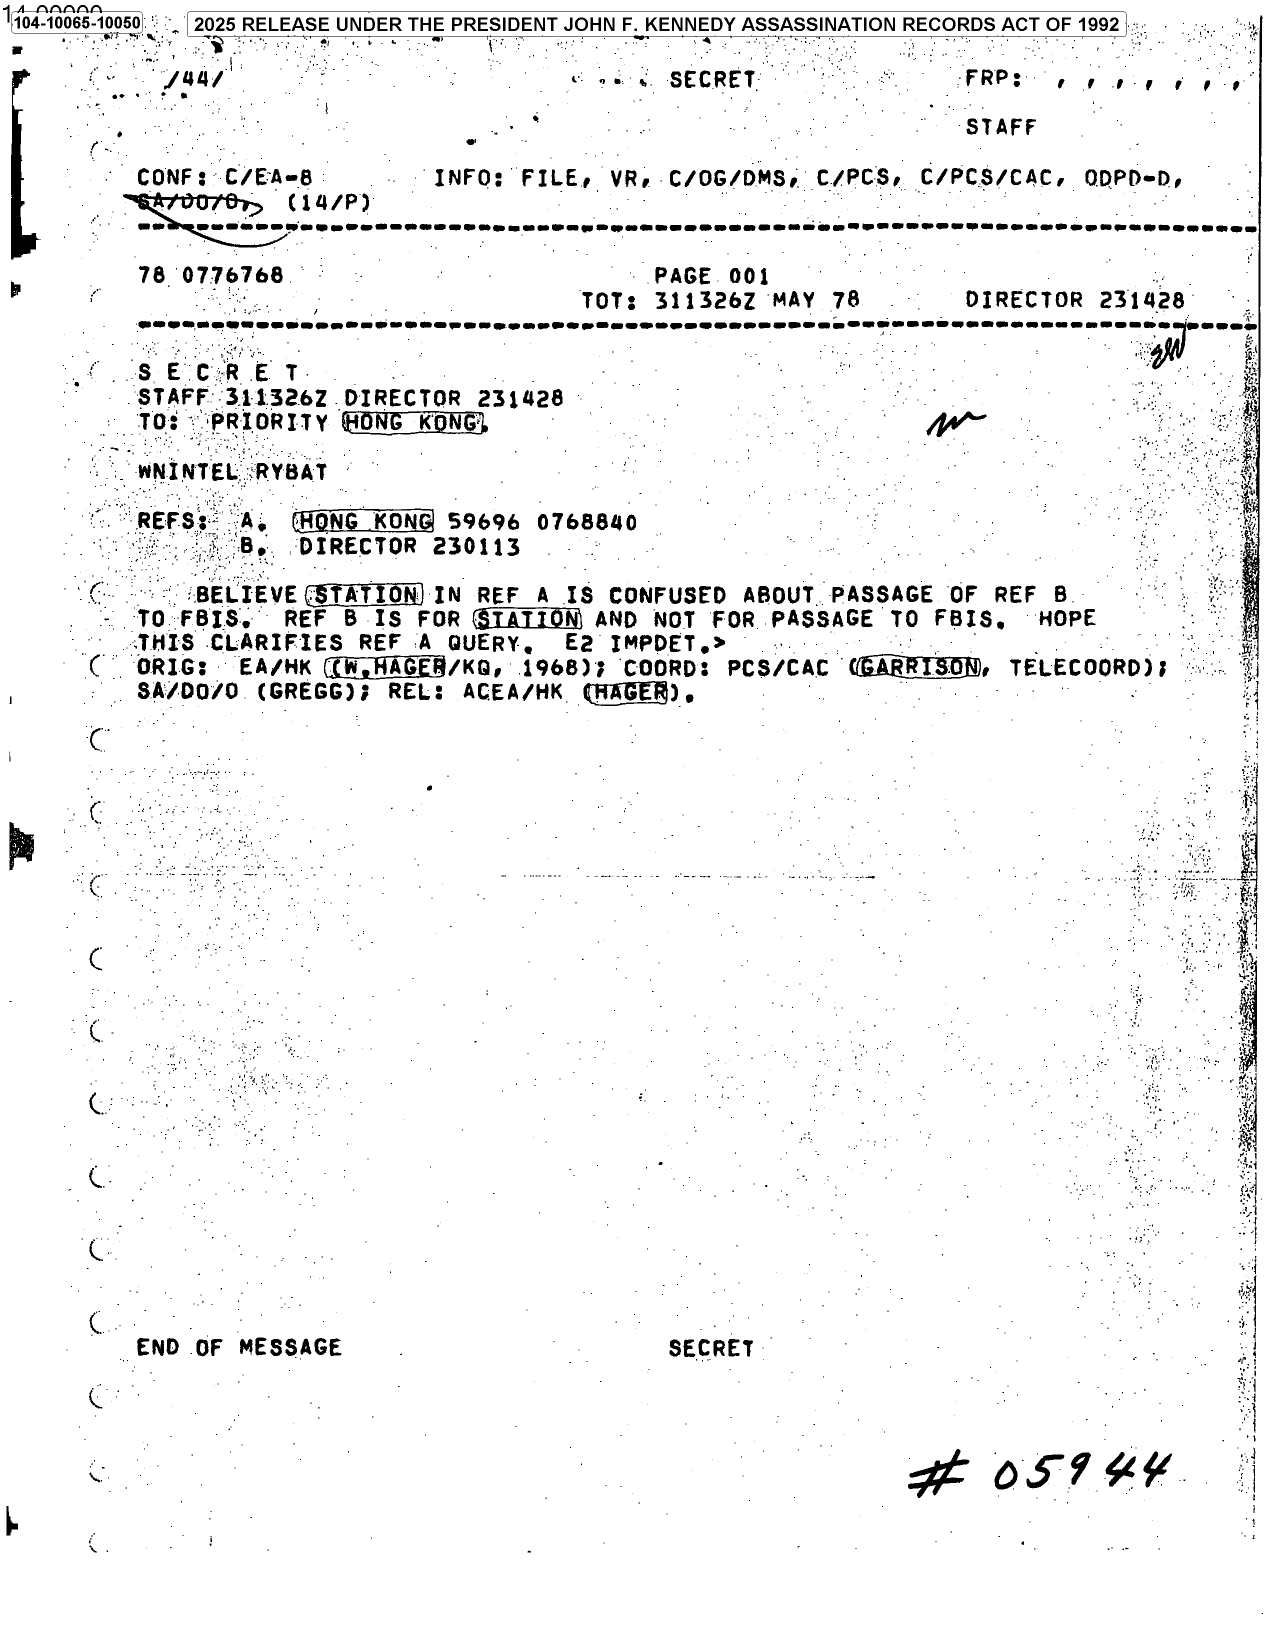 104-10065-10050 2025 RELEASE UNDER THE PRESIDENT JOHN F. KENNEDY ASSASSINATION RECORDS ACT OF 1992
/44/ SECRET FRP: , , , , , , ,
STAFF
CONF: C/EA-8 INFO: FILE, VR, C/OG/DMS, C/PCS, C/PCS/CAC, ODPD-D,
SA/DO/O, (14/P)
78 0776768 PAGE 001
TOT: 311326Z MAY 78 DIRECTOR 231428
S E C R E T
STAFF 311326Z DIRECTOR 231428
TO: PRIORITY HONG KONG.
WNINTEL RYBAT
REFS: A. HONG KONG 59696 0768840
B. DIRECTOR 230113
BELIEVE STATION IN REF A IS CONFUSED ABOUT PASSAGE OF REF B
TO FBIS. REF B IS FOR STATION AND NOT FOR PASSAGE TO FBIS. HOPE
THIS CLARIFIES REF A QUERY. E2 IMPDET.>
ORIG: EA/HK (W.HAGER/KQ, 1968); COORD: PCS/CAC (GARRISON, TELECOORD);
SA/DO/O (GREGG); REL: ACEA/HK (HAGER).
END OF MESSAGE SECRET
# 05944